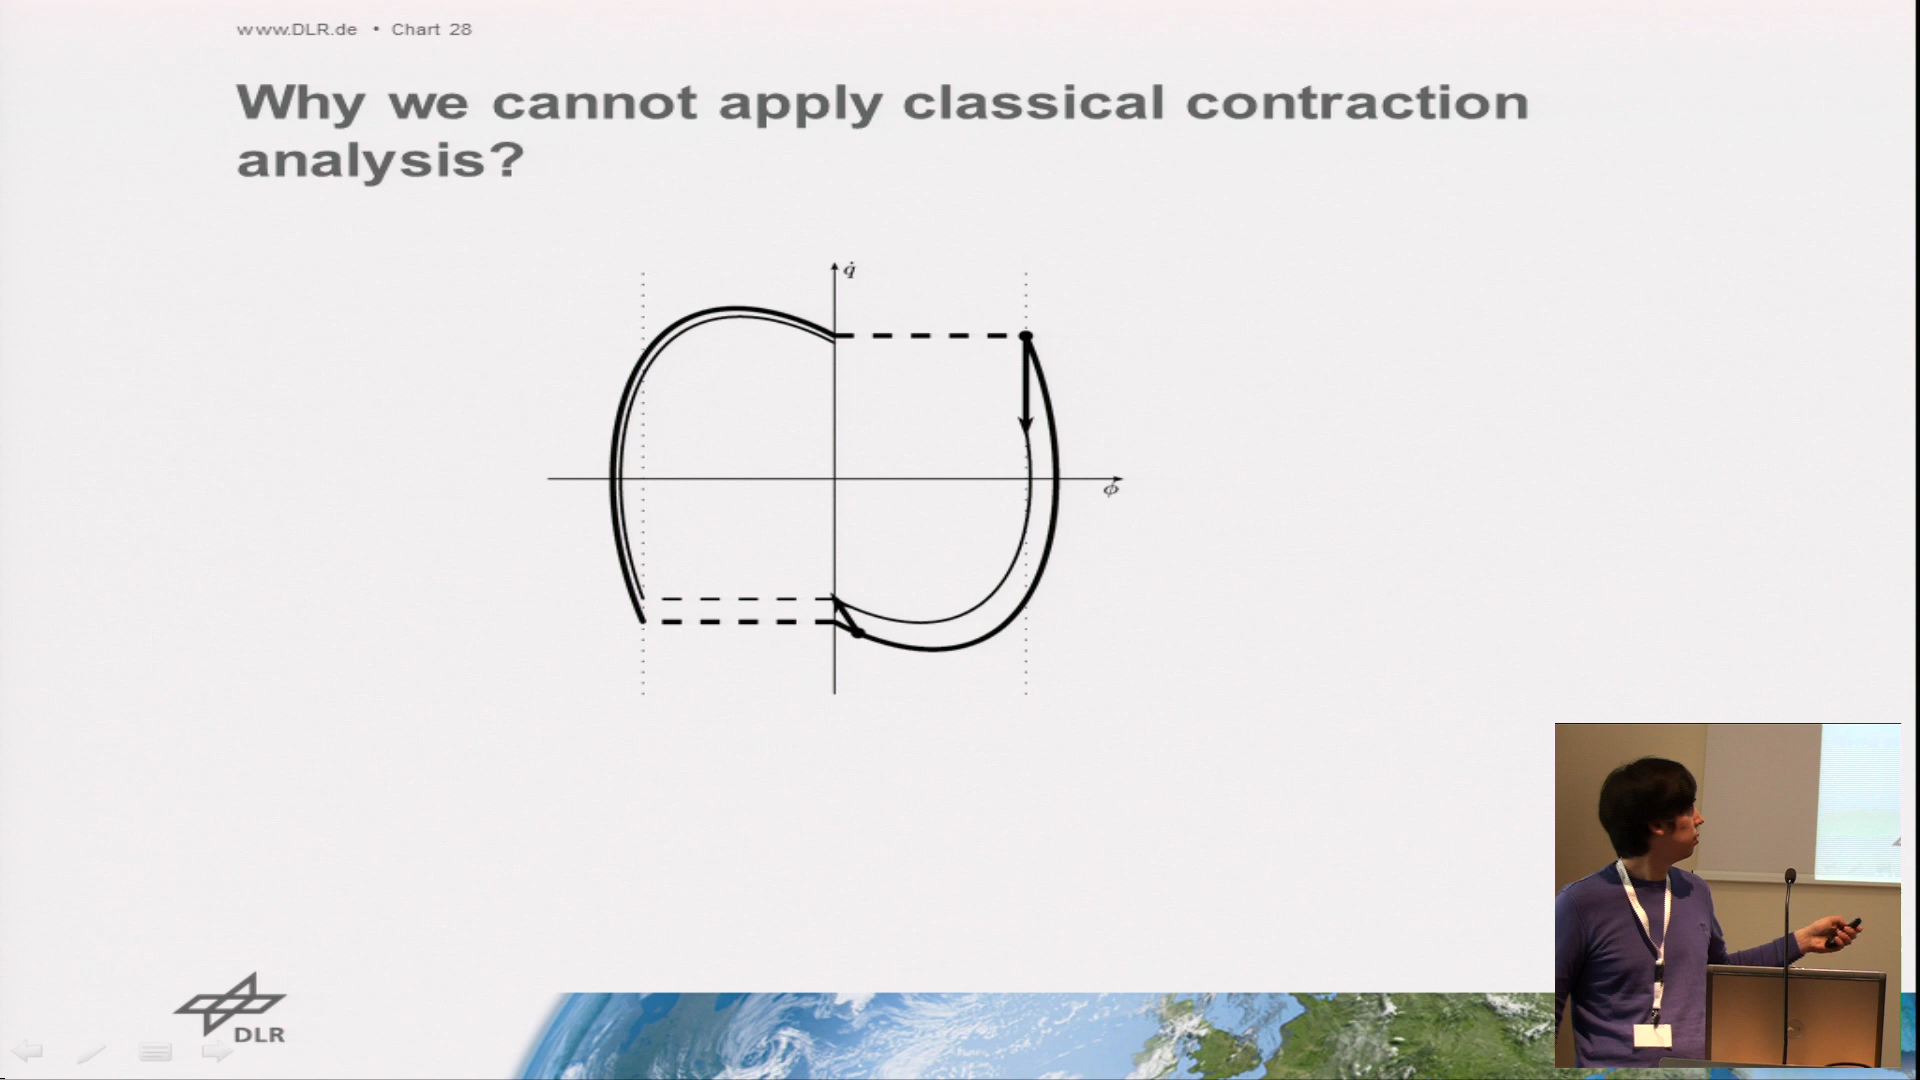 www.DLR.de • Chart 28
Why we cannot apply classical contraction
analysis?
q̇
ϕ
DLR